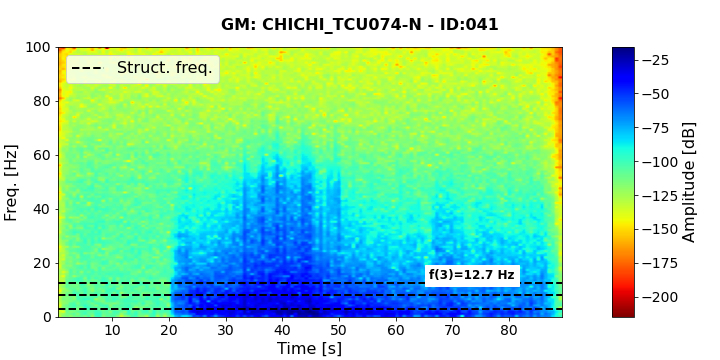 GM: CHICHI_TCU074-N - ID:041
Struct. freq.
f(3)=12.7 Hz
Freq. [Hz]
100
80
60
40
20
0
10 20 30 40 50 60 70 80
Time [s]
−25
−50
−75
−100
−125
−150
−175
−200
Amplitude [dB]